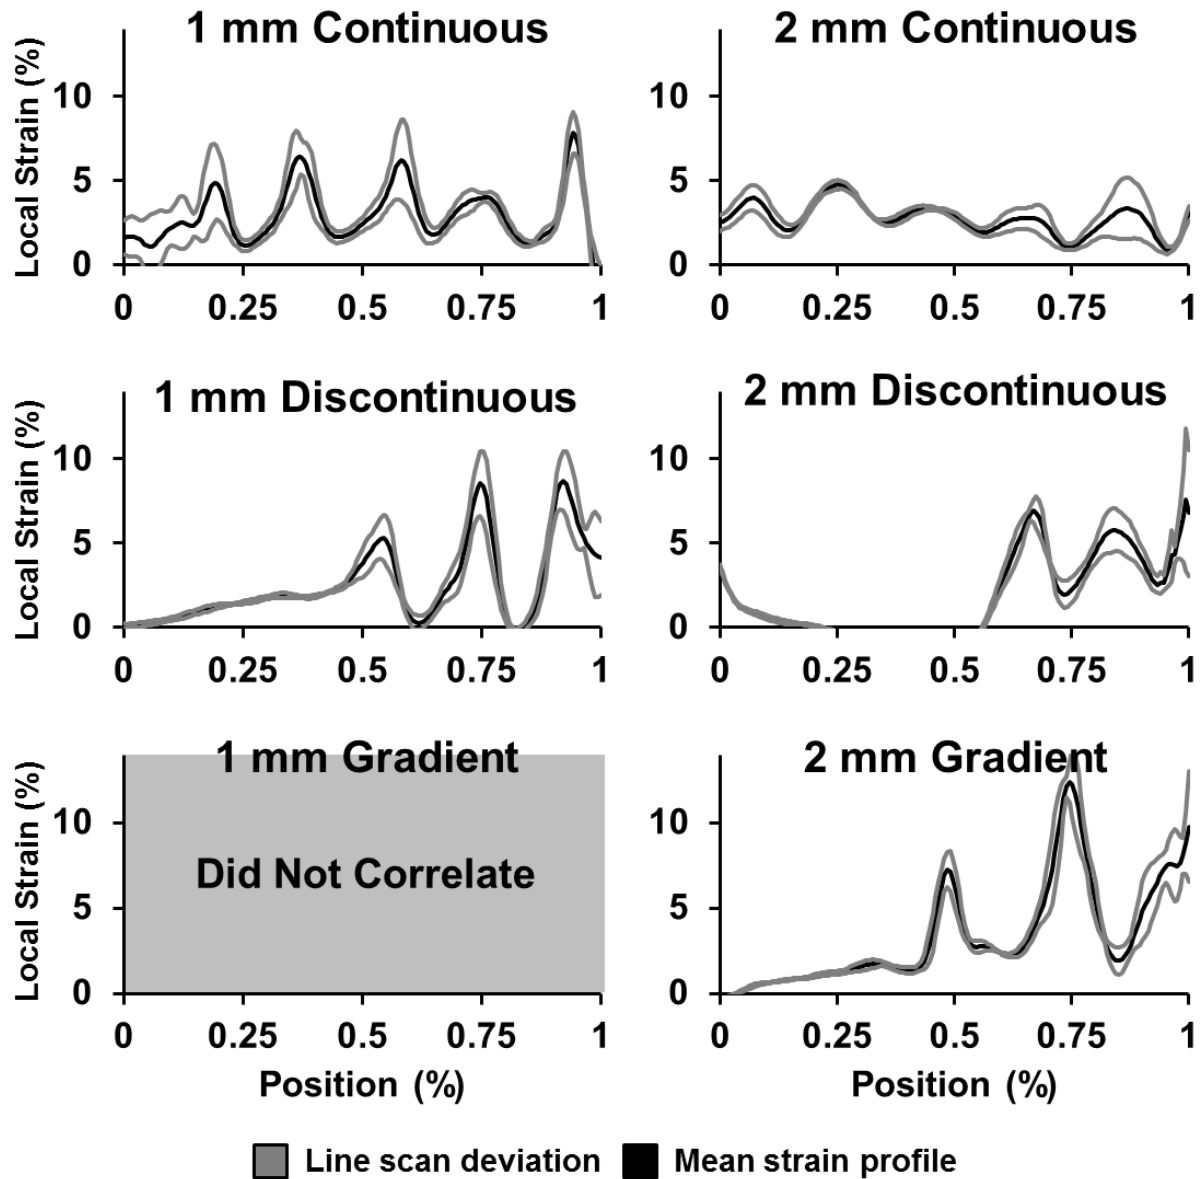 1 mm Continuous
Local Strain (%)
10
5
0
0 0.25 0.5 0.75 1
2 mm Continuous
10
5
0
0 0.25 0.5 0.75 1
1 mm Discontinuous
Local Strain (%)
10
5
0
0 0.25 0.5 0.75 1
2 mm Discontinuous
10
5
0
0 0.25 0.5 0.75 1
1 mm Gradient
Local Strain (%)
10
5
0
Did Not Correlate
0 0.25 0.5 0.75 1
Position (%)
2 mm Gradient
10
5
0
0 0.25 0.5 0.75 1
Position (%)
Line scan deviation Mean strain profile